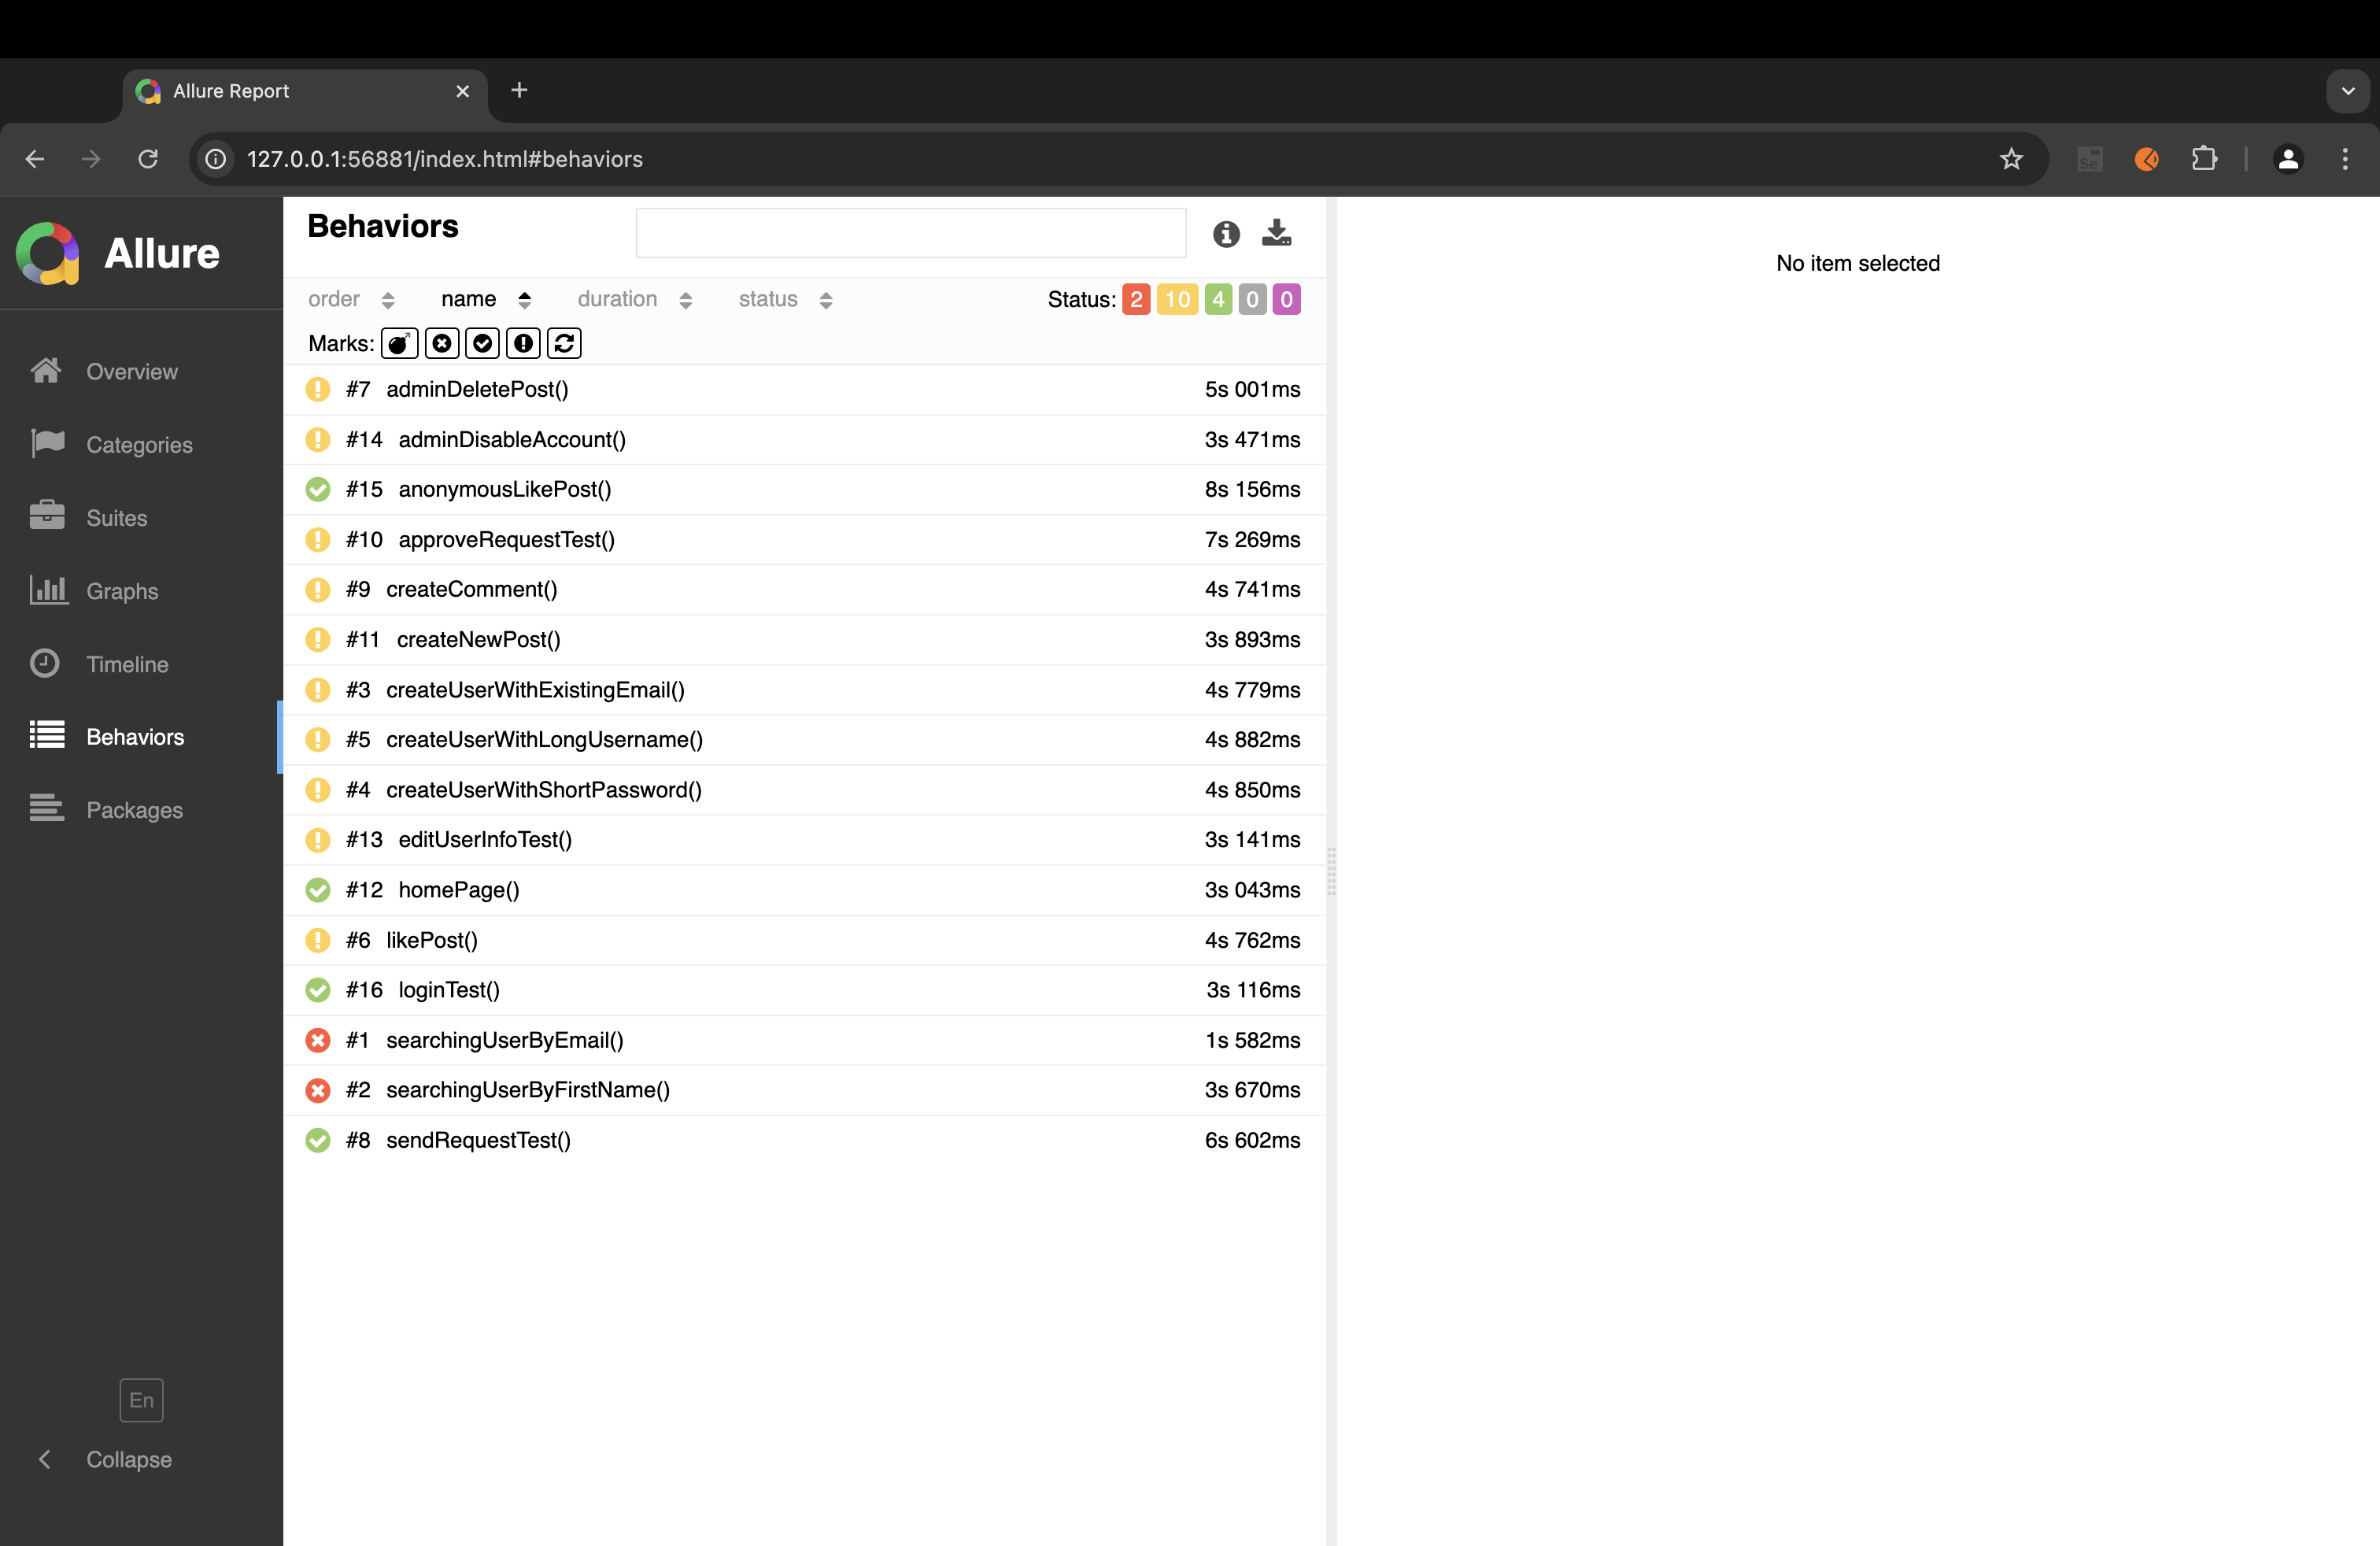 Allure Report
127.0.0.1:56881/index.html#behaviors
Se
Allure
Overview
Categories
Suites
Graphs
Timeline
Behaviors
Packages
En
Collapse
Behaviors
order name duration status Status: 2 10 4 0 0
Marks:
#7 adminDeletePost() 5s 001ms
#14 adminDisableAccount() 3s 471ms
#15 anonymousLikePost() 8s 156ms
#10 approveRequestTest() 7s 269ms
#9 createComment() 4s 741ms
#11 createNewPost() 3s 893ms
#3 createUserWithExistingEmail() 4s 779ms
#5 createUserWithLongUsername() 4s 882ms
#4 createUserWithShortPassword() 4s 850ms
#13 editUserInfoTest() 3s 141ms
#12 homePage() 3s 043ms
#6 likePost() 4s 762ms
#16 loginTest() 3s 116ms
#1 searchingUserByEmail() 1s 582ms
#2 searchingUserByFirstName() 3s 670ms
#8 sendRequestTest() 6s 602ms
No item selected